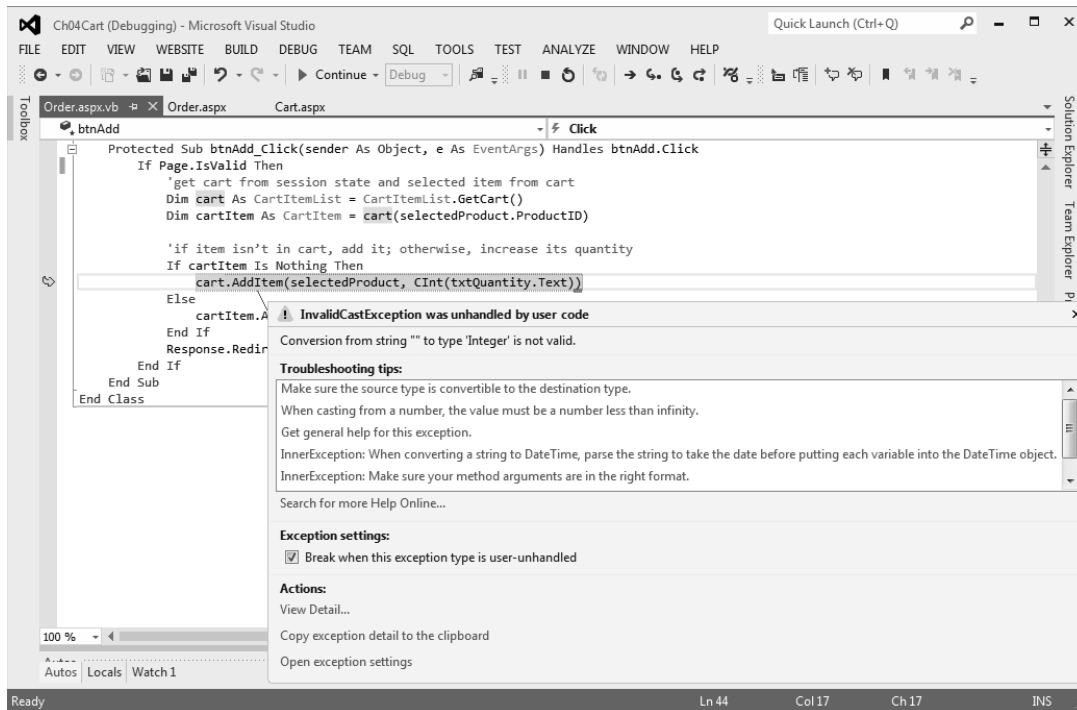 Ch04Cart (Debugging) - Microsoft Visual Studio
Quick Launch (Ctrl+Q)
FILE EDIT VIEW WEBSITE BUILD DEBUG TEAM SQL TOOLS TEST ANALYZE WINDOW HELP
Continue Debug
Toolbox
Order.aspx.vb Order.aspx Cart.aspx
btnAdd
Click
Protected Sub btnAdd_Click(sender As Object, e As EventArgs) Handles btnAdd.Click
If Page.IsValid Then
'get cart from session state and selected item from cart
Dim cart As CartItemList = CartItemList.GetCart()
Dim cartItem As CartItem = cart(selectedProduct.ProductID)
'if item isn't in cart, add it; otherwise, increase its quantity
If cartItem Is Nothing Then
cart.AddItem(selectedProduct, CInt(txtQuantity.Text))
Else
cartItem.A
End If
Response.Redir
End If
End Sub
End Class
InvalidCastException was unhandled by user code
Conversion from string "" to type 'Integer' is not valid.
Troubleshooting tips:
Make sure the source type is convertible to the destination type.
When casting from a number, the value must be a number less than infinity.
Get general help for this exception.
InnerException: When converting a string to DateTime, parse the string to take the date before putting each variable into the DateTime object.
InnerException: Make sure your method arguments are in the right format.
Search for more Help Online...
Exception settings:
Break when this exception type is user-unhandled
Actions:
View Detail...
Copy exception detail to the clipboard
Open exception settings
Solution Explorer
Team Explorer
100 %
Autos Locals Watch 1
Ready
Ln 44 Col 17 Ch 17 INS